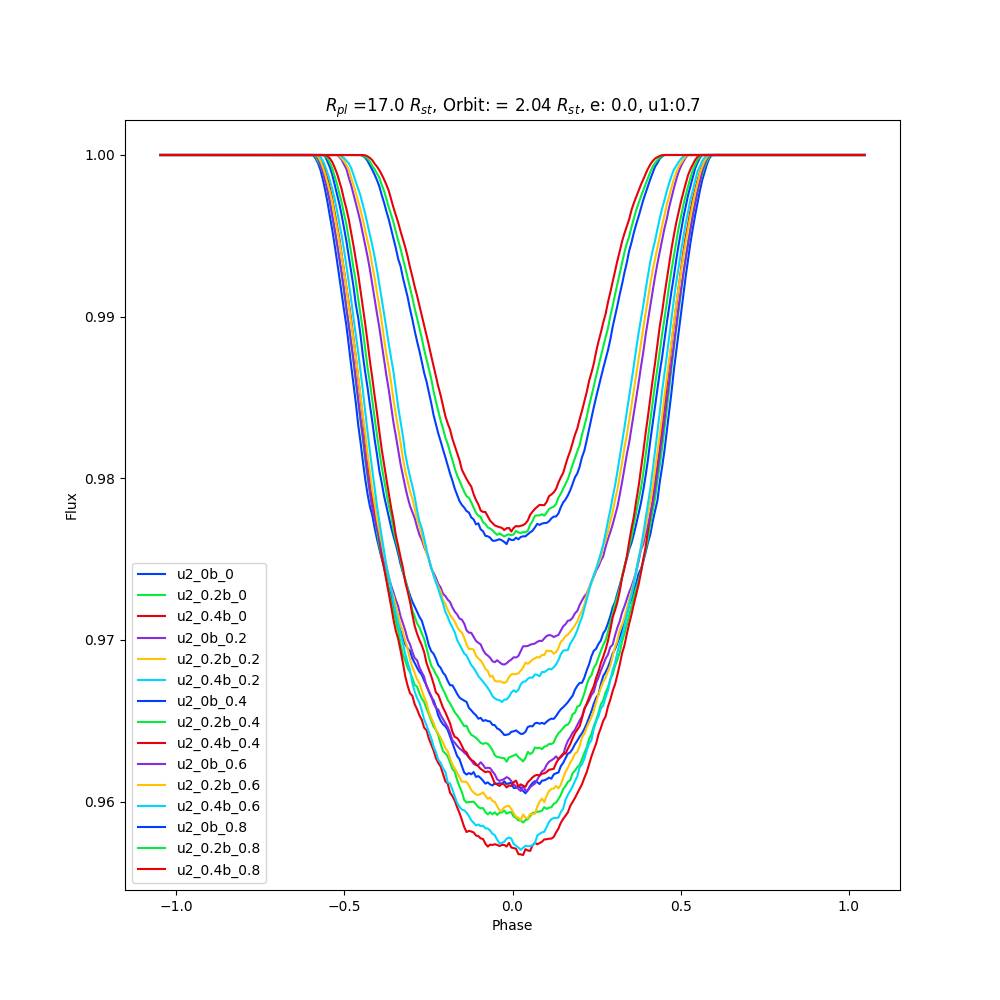 R_pl =17.0 R_st, Orbit: = 2.04 R_st, e: 0.0, u1:0.7
1.00
0.99
0.98
0.97
0.96
Flux
u2_0b_0
u2_0.2b_0
u2_0.4b_0
u2_0b_0.2
u2_0.2b_0.2
u2_0.4b_0.2
u2_0b_0.4
u2_0.2b_0.4
u2_0.4b_0.4
u2_0b_0.6
u2_0.2b_0.6
u2_0.4b_0.6
u2_0b_0.8
u2_0.2b_0.8
u2_0.4b_0.8
−1.0 −0.5 0.0 0.5 1.0
Phase